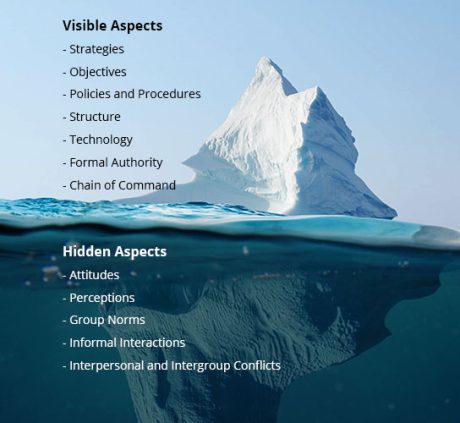 Visible Aspects
- Strategies
- Objectives
- Policies and Procedures
- Structure
- Technology
- Formal Authority
- Chain of Command
Hidden Aspects
- Attitudes
- Perceptions
- Group Norms
- Informal Interactions
- Interpersonal and Intergroup Conflicts